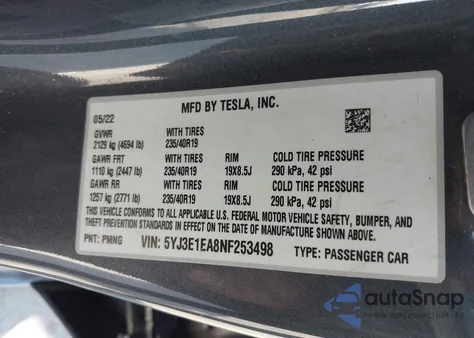 MFD BY TESLA, INC.
05/22
GVWR WITH TIRES
2129 kg (4694 lb) 235/40R19
GAWR FRT WITH TIRES RIM COLD TIRE PRESSURE
1110 kg (2447 lb) 235/40R19 19X8.5J 290 kPa, 42 psi
GAWR RR WITH TIRES RIM COLD TIRE PRESSURE
1257 kg (2771 lb) 235/40R19 19X8.5J 290 kPa, 42 psi
THIS VEHICLE CONFORMS TO ALL APPLICABLE
U.S. FEDERAL MOTOR VEHICLE SAFETY, BUMPER, AND
THEFT PREVENTION STANDARDS IN EFFECT ON THE
DATE OF MANUFACTURE SHOWN ABOVE.
PNT: PMNG VIN: 5YJ3E1EA8NF253498 TYPE: PASSENGER CAR
autoSnap